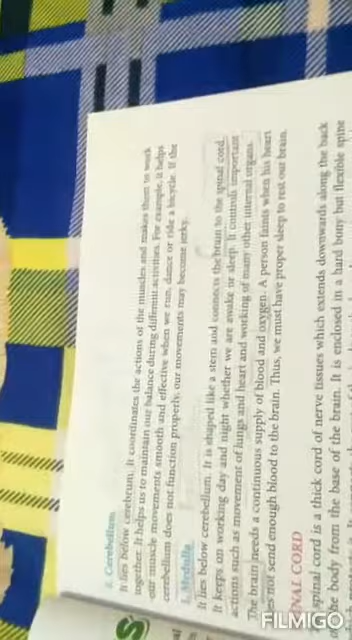 Cerebellum
It lies below cerebrum. It coordinates the actions of the muscles and makes them to work
together. It helps us to maintain our balance during different activities. For example, it helps
our muscle movements smooth and effective when we run, dance or ride a bicycle. If the
cerebellum does not function properly, our movements may become jerky.
Medulla
It lies below cerebellum. It is shaped like a stem and connects the brain to the spinal cord.
It keeps on working day and night whether we are awake or sleep. It controls important
actions such as movement of lungs and heart and working of many other internal organs.
The brain needs a continuous supply of blood and oxygen. A person faints when his heart
es not send enough blood to the brain. Thus, we must have proper sleep to rest our brain.
NAL CORD
spinal cord is a thick cord of nerve tissues which extends downwards along the back
the body from the base of the brain. It is enclosed in a hard bony but flexible spine
S
FILMIGO